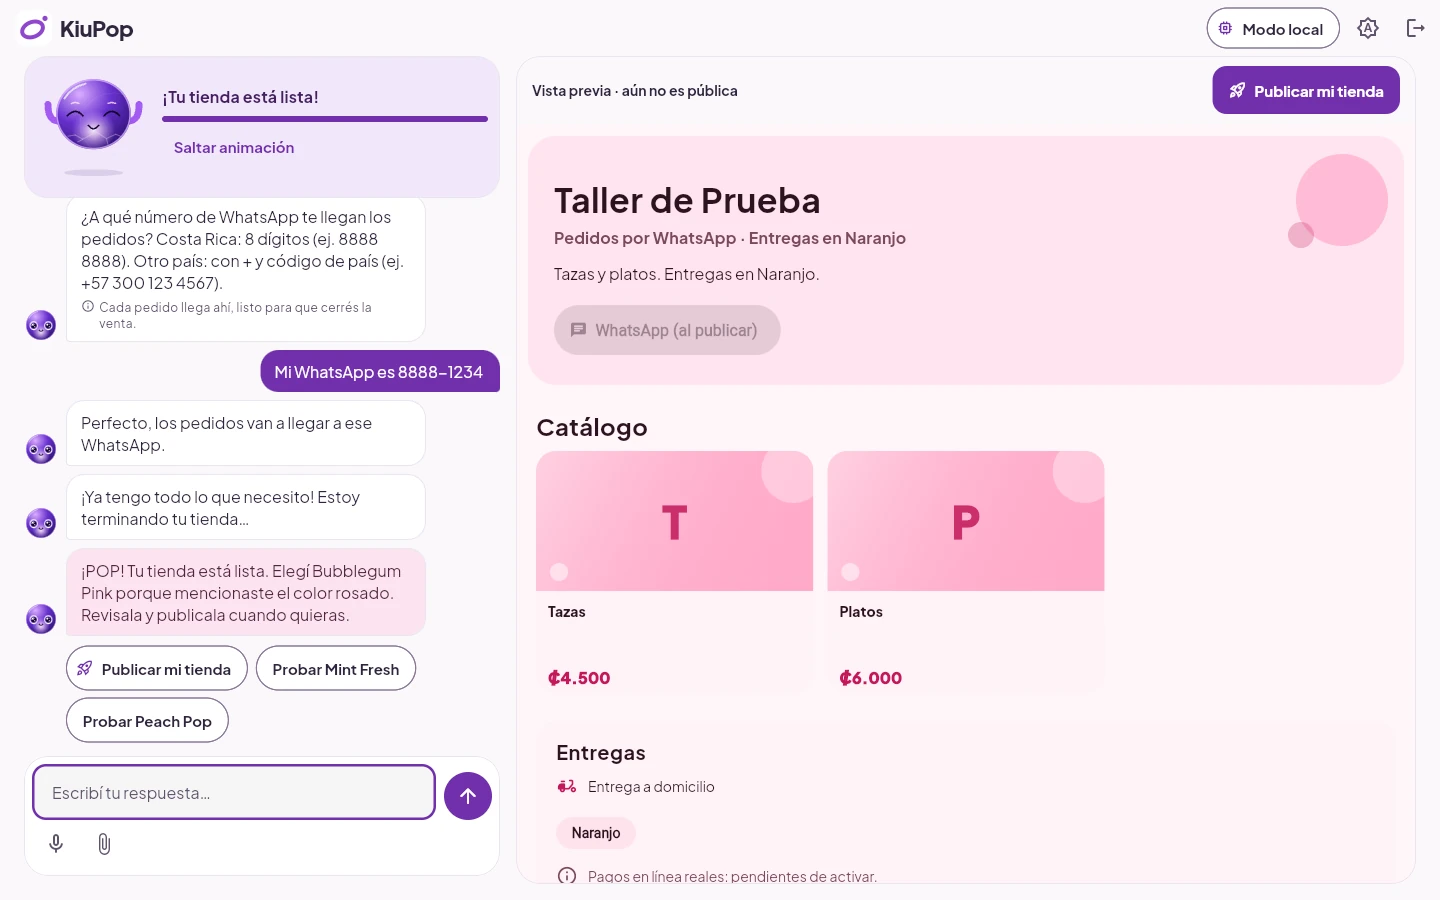 KiuPop
Modo local
¡Tu tienda está lista!
Saltar animación
¿A qué número de WhatsApp te llegan los
pedidos? Costa Rica: 8 dígitos (ej. 8888
8888). Otro país: con + y código de país (ej.
+57 300 123 4567).
Cada pedido llega ahí, listo para que cerrés la
venta.
Mi WhatsApp es 8888-1234
Perfecto, los pedidos van a llegar a ese
WhatsApp.
¡Ya tengo todo lo que necesito! Estoy
terminando tu tienda…
¡POP! Tu tienda está lista. Elegí Bubblegum
Pink porque mencionaste el color rosado.
Revisala y publicala cuando quieras.
Publicar mi tienda
Probar Mint Fresh
Probar Peach Pop
Escribí tu respuesta…
Vista previa · aún no es pública
Publicar mi tienda
Taller de Prueba
Pedidos por WhatsApp · Entregas en Naranjo
Tazas y platos. Entregas en Naranjo.
WhatsApp (al publicar)
Catálogo
T
P
Tazas
Platos
₡4.500
₡6.000
Entregas
Entrega a domicilio
Naranjo
Pagos en línea reales: pendientes de activar.